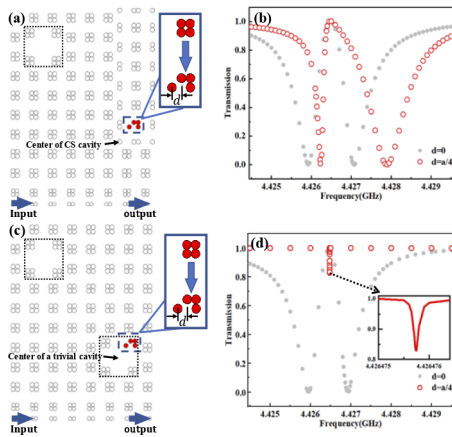 (a)
d
Center of CS cavity
Input
output
(b)
Transmission
1.0
0.8
0.6
0.4
0.2
0.0
d=0
d=a/4
4.425
4.426
4.427
4.428
4.429
Frequency(GHz)
(c)
d
Center of a trivial cavity
Input
output
(d)
Transmission
1.0
0.8
0.6
0.4
0.2
0.0
1.0
0.9
0.8
4.426475
4.426476
d=0
d=a/4
4.425
4.426
4.427
4.428
4.429
Frequency(GHz)